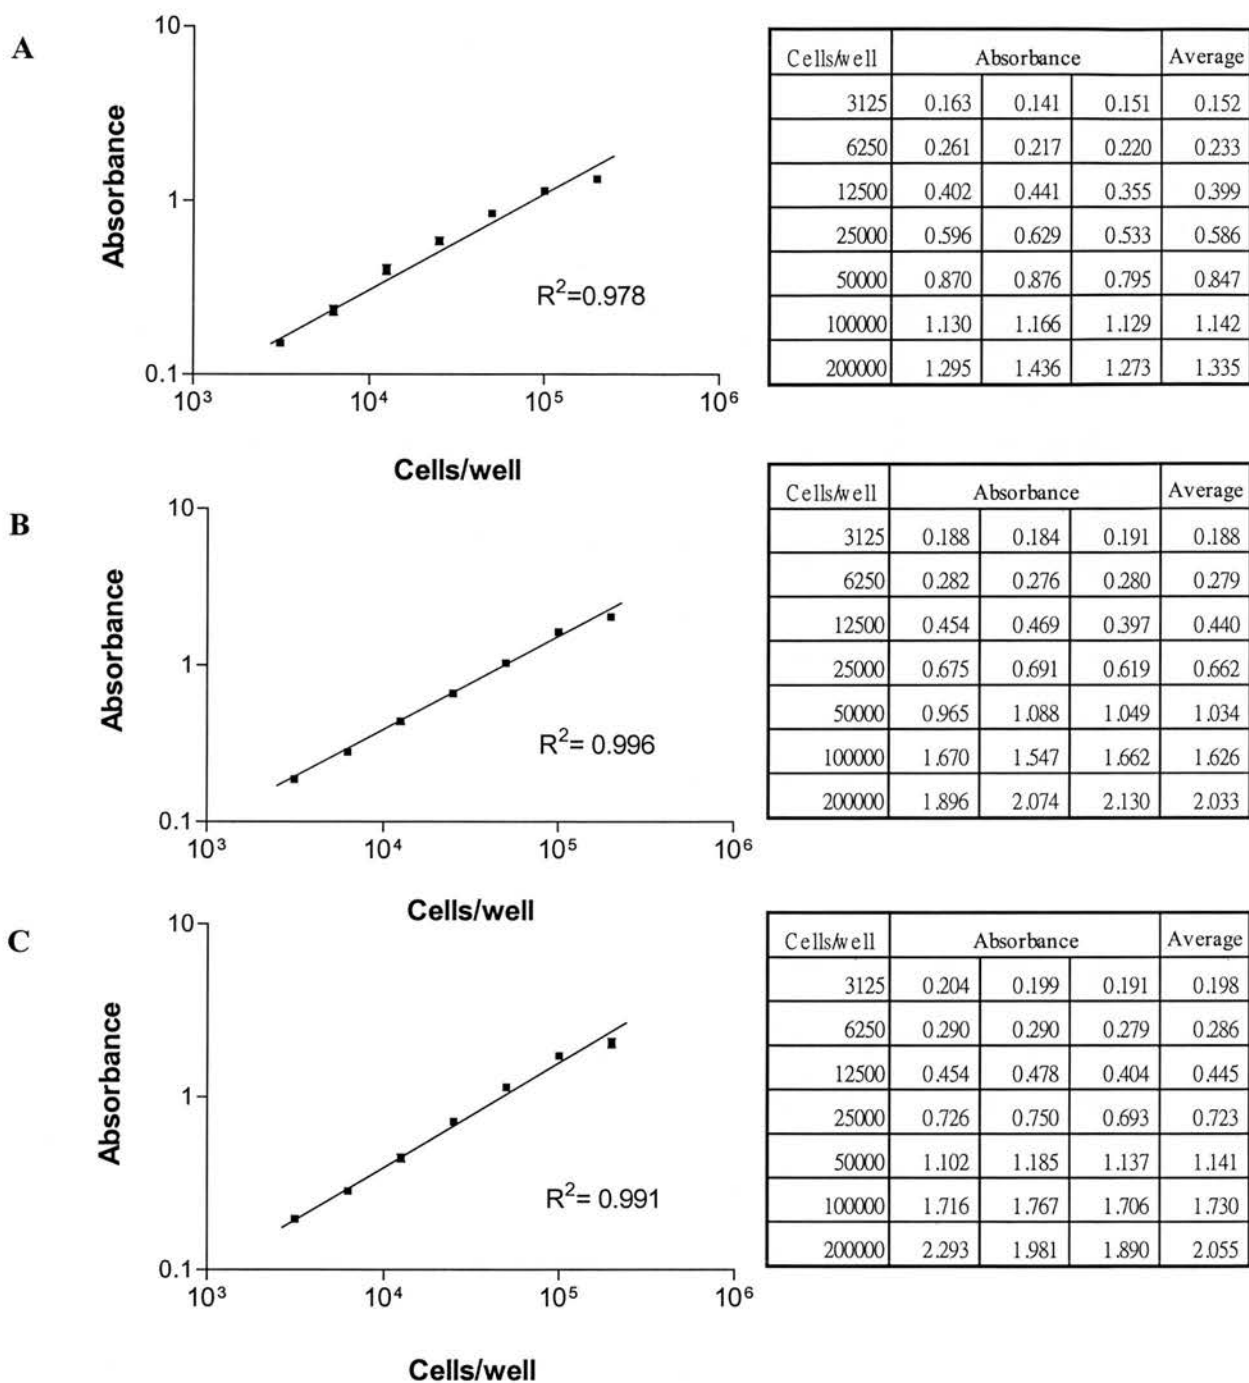 A
10
1
0.1
10³
10⁴
10⁵
10⁶
Absorbance
Cells/well
R²=0.978
Cells/well Absorbance Average
3125 0.163 0.141 0.151 0.152
6250 0.261 0.217 0.220 0.233
12500 0.402 0.441 0.355 0.399
25000 0.596 0.629 0.533 0.586
50000 0.870 0.876 0.795 0.847
100000 1.130 1.166 1.129 1.142
200000 1.295 1.436 1.273 1.335
B
10
1
0.1
10³
10⁴
10⁵
10⁶
Absorbance
Cells/well
R²= 0.996
Cells/well Absorbance Average
3125 0.188 0.184 0.191 0.188
6250 0.282 0.276 0.280 0.279
12500 0.454 0.469 0.397 0.440
25000 0.675 0.691 0.619 0.662
50000 0.965 1.088 1.049 1.034
100000 1.670 1.547 1.662 1.626
200000 1.896 2.074 2.130 2.033
C
10
1
0.1
10³
10⁴
10⁵
10⁶
Absorbance
Cells/well
R²= 0.991
Cells/well Absorbance Average
3125 0.204 0.199 0.191 0.198
6250 0.290 0.290 0.279 0.286
12500 0.454 0.478 0.404 0.445
25000 0.726 0.750 0.693 0.723
50000 1.102 1.185 1.137 1.141
100000 1.716 1.767 1.706 1.730
200000 2.293 1.981 1.890 2.055